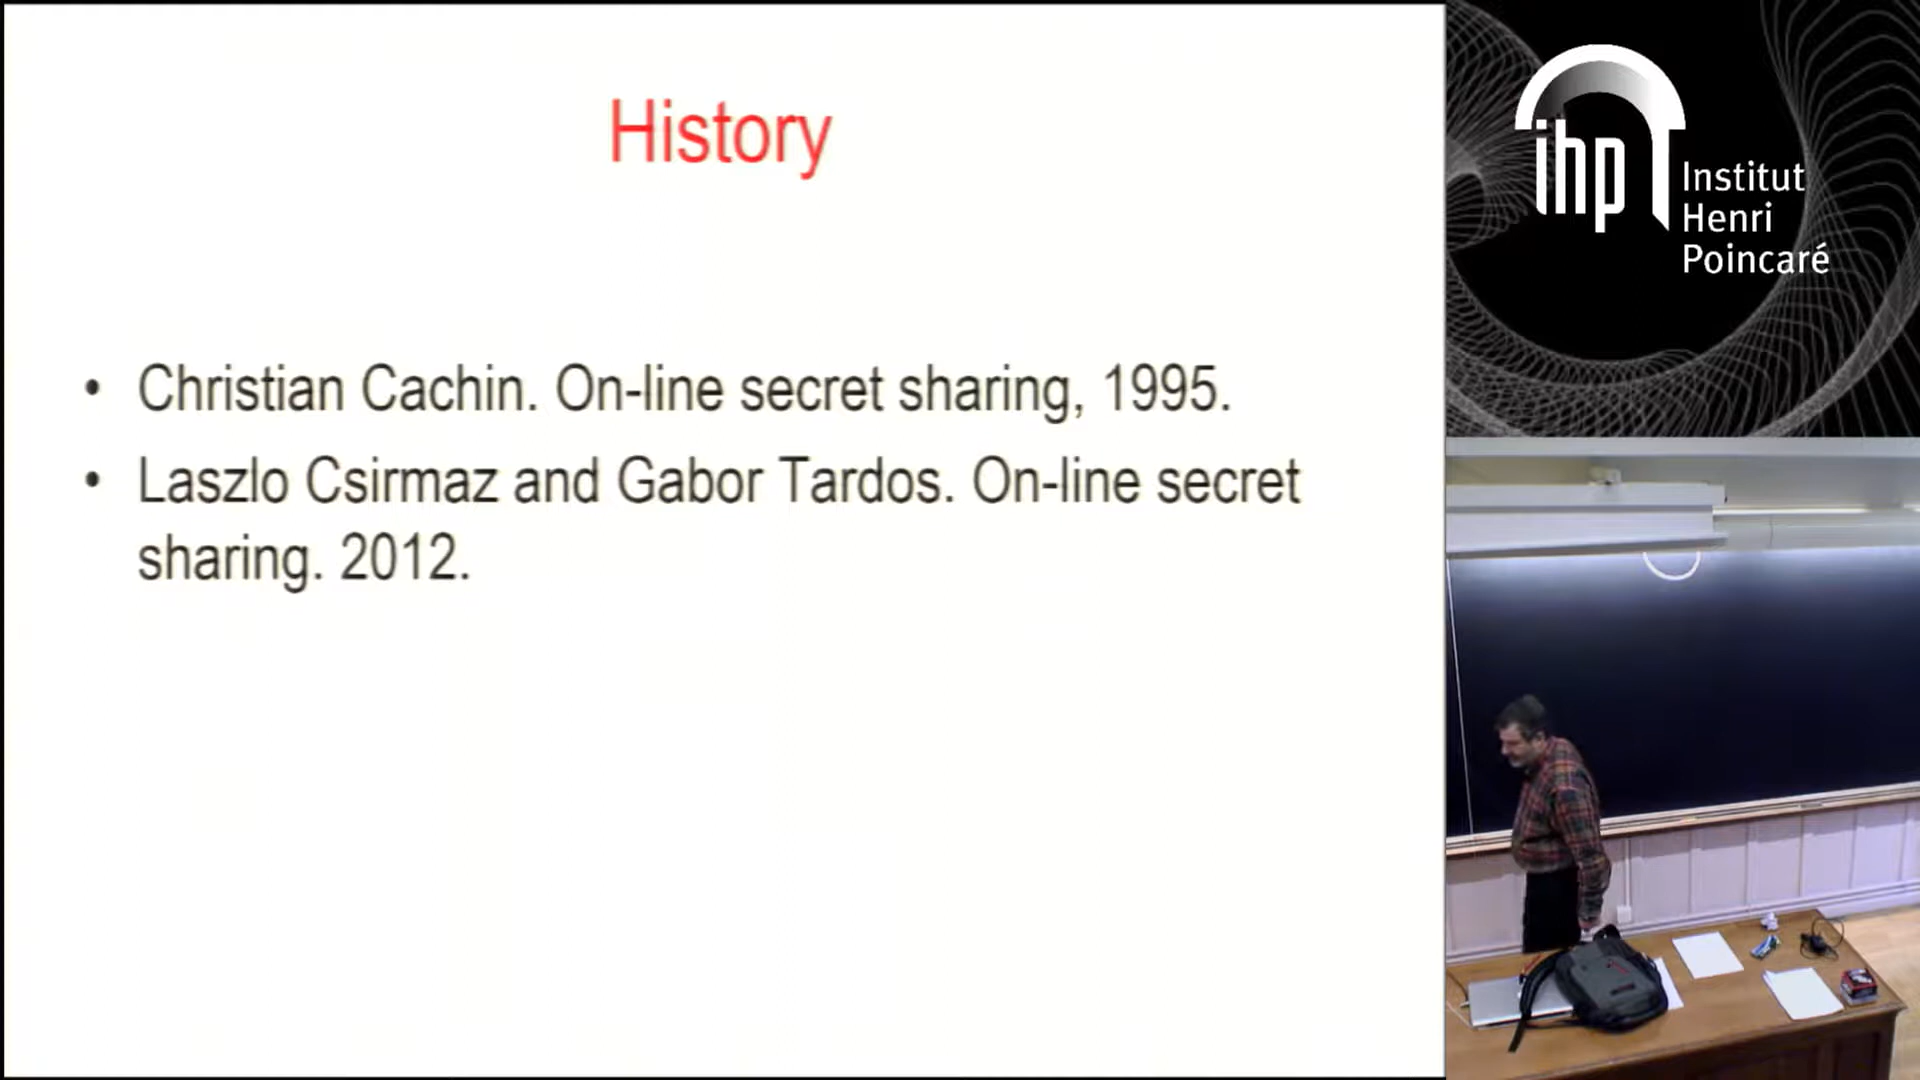 History
• Christian Cachin. On-line secret sharing, 1995.
• Laszlo Csirmaz and Gabor Tardos. On-line secret
sharing. 2012.
ihp
Institut
Henri
Poincaré